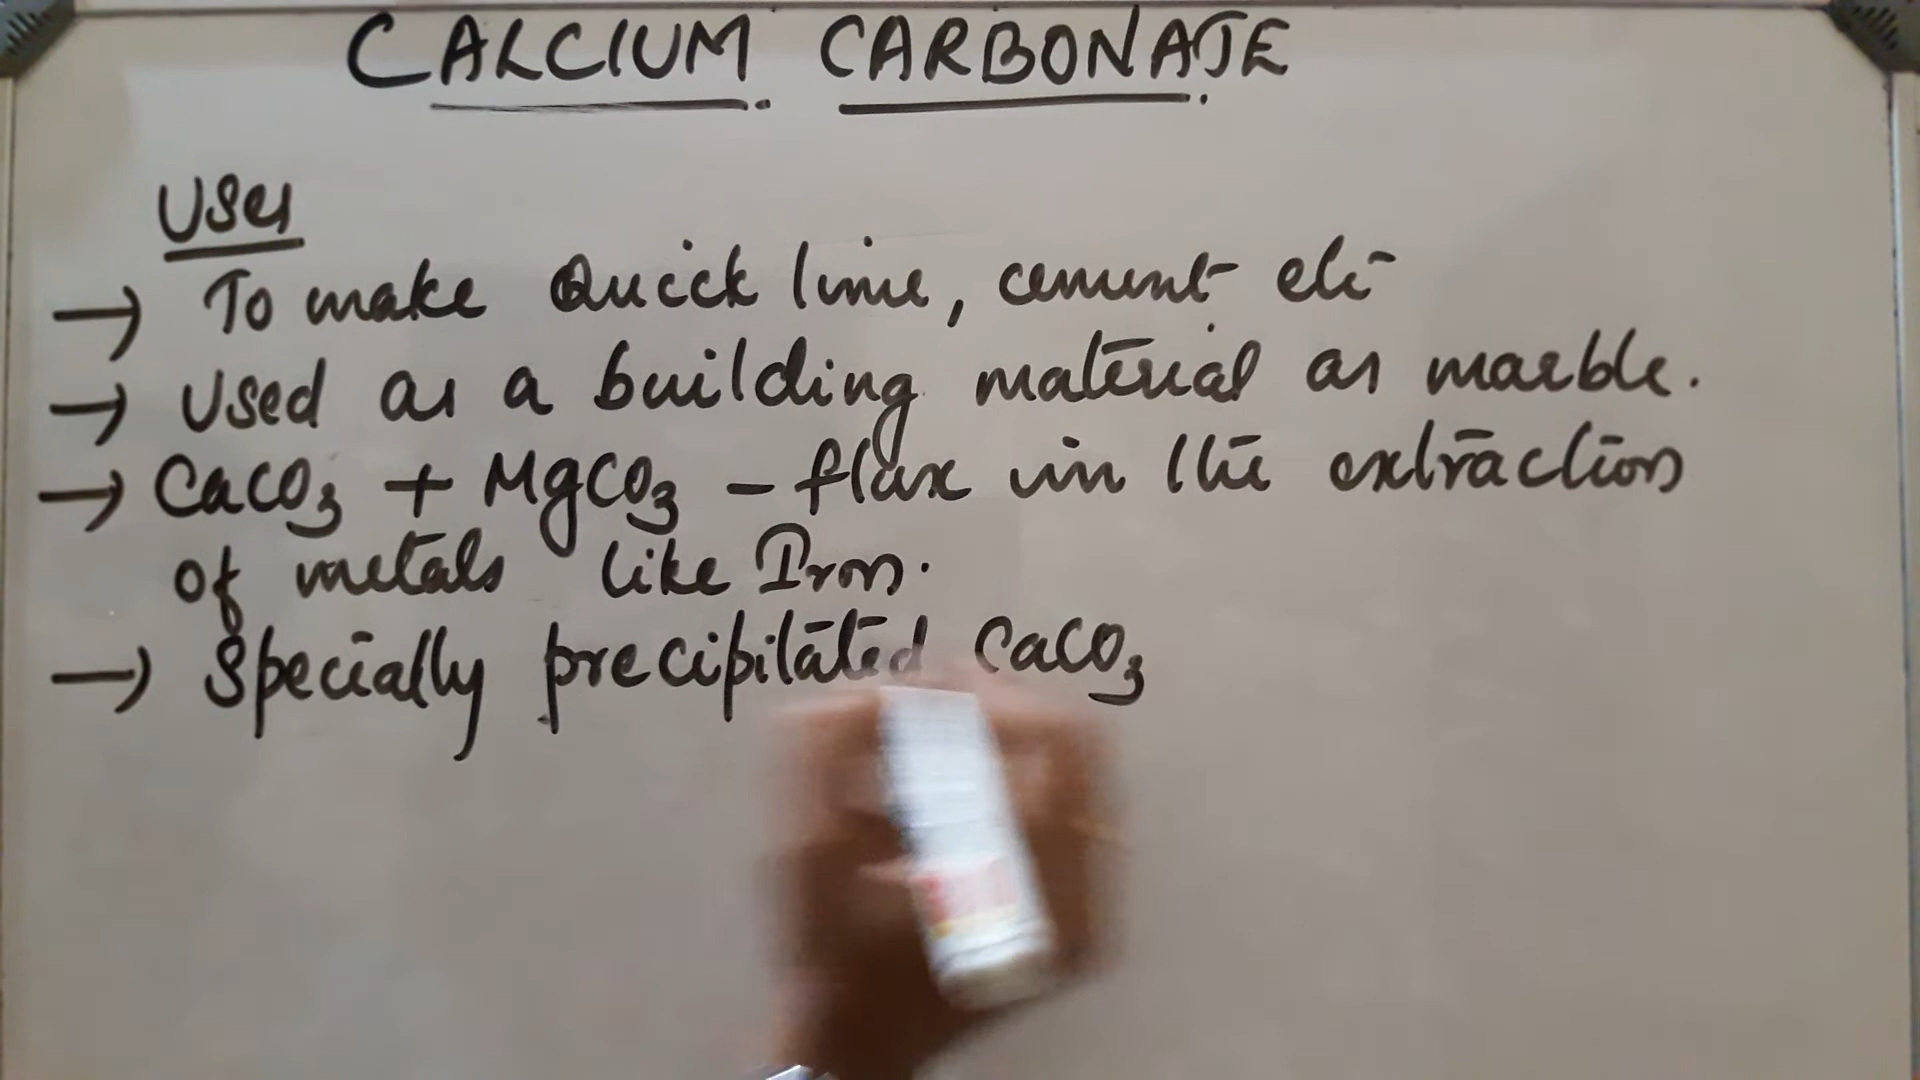 CALCIUM CARBONATE
Uses
→ To make Quick lime, cement etc
→ Used as a building material as marble.
→ CaCO₃ + MgCO₃ - flux in the extraction
of metals like Iron.
→ Specially precipitated CaCO₃